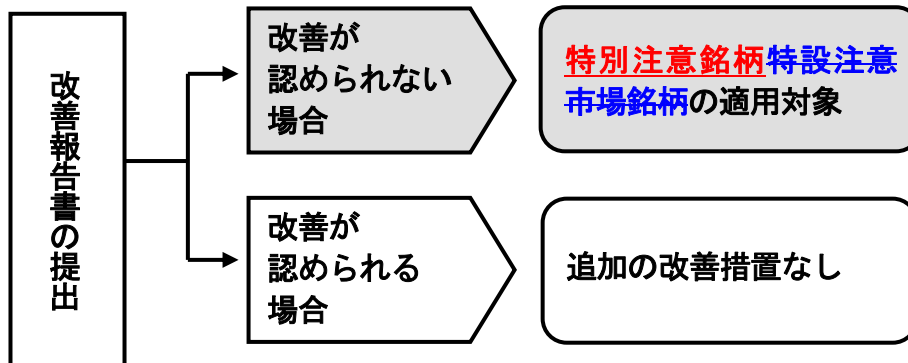 改善報告書の提出
改善が
認められない
場合
特別注意銘柄特設注意
市場銘柄の適用対象
改善が
認められる
場合
追加の改善措置なし